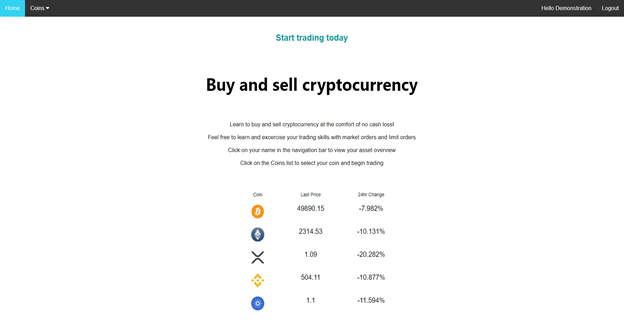 Home Coins Hello Demonstration Logout
Start trading today
Buy and sell cryptocurrency
Learn to buy and sell cryptocurrency at the comfort of no cash loss!
Feel free to learn and excercise your trading skills with market orders and limit orders
Click on your name in the navigation bar to view your asset overview
Click on the Coins list to select your coin and begin trading
Coin Last Price 24hr Change
49890.15 -7.982%
2314.53 -10.131%
1.09 -20.282%
504.11 -10.877%
1.1 -11.594%